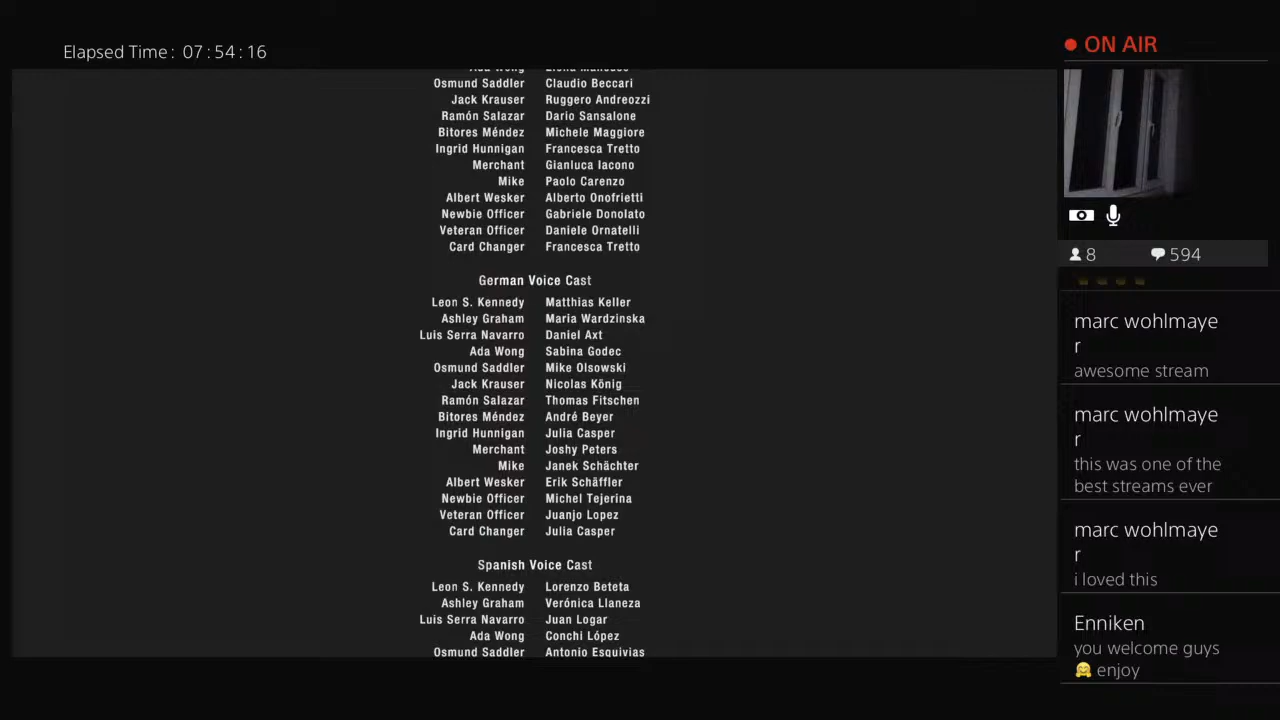 Elapsed Time: 07:54:16
ON AIR
Osmund Saddler Claudio Beccari
Jack Krauser Ruggero Andreozzi
Ramón Salazar Dario Sansalone
Bitores Méndez Michele Maggiore
Ingrid Hunnigan Francesca Tretto
Merchant Gianluca Iacono
Mike Paolo Carenzo
Albert Wesker Alberto Onofrietti
Newbie Officer Gabriele Donolato
Veteran Officer Daniele Ornatelli
Card Changer Francesca Tretto
German Voice Cast
Leon S. Kennedy Matthias Keller
Ashley Graham Maria Wardzinska
Luis Serra Navarro Daniel Axt
Ada Wong Sabina Godec
Osmund Saddler Mike Olsowski
Jack Krauser Nicolas König
Ramón Salazar Thomas Fitschen
Bitores Méndez André Beyer
Ingrid Hunnigan Julia Casper
Merchant Joshy Peters
Mike Janek Schächter
Albert Wesker Erik Schäffler
Newbie Officer Michel Tejerina
Veteran Officer Juanjo Lopez
Card Changer Julia Casper
Spanish Voice Cast
Leon S. Kennedy Lorenzo Beteta
Ashley Graham Verónica Llaneza
Luis Serra Navarro Juan Logar
Ada Wong Conchi López
Osmund Saddler Antonio Esquivias
8 594
marc wohlmaye
r
awesome stream
marc wohlmaye
r
this was one of the
best streams ever
marc wohlmaye
r
i loved this
Enniken
you welcome guys
🤗 enjoy